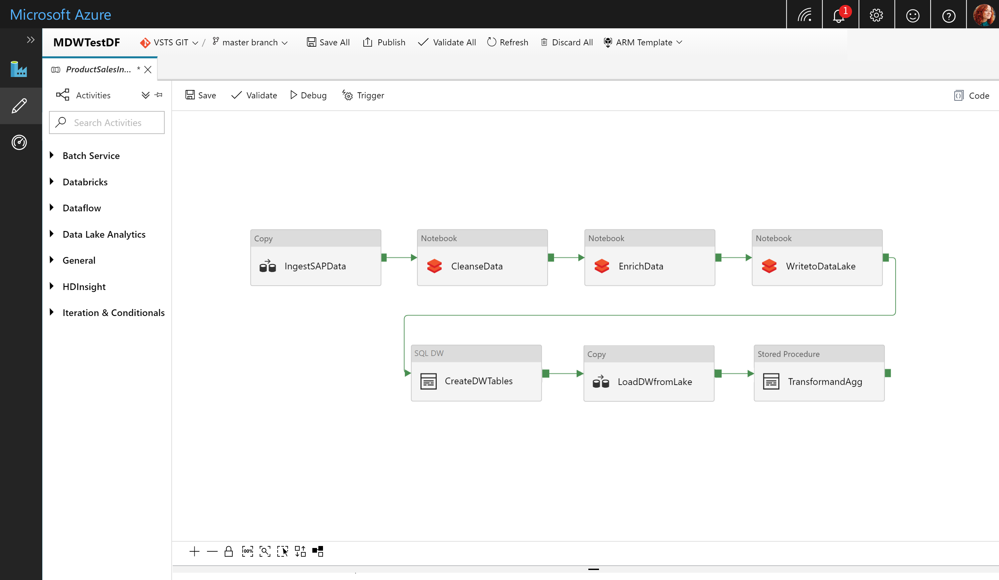 Microsoft Azure
1
MDWTestDF
VSTS GIT / master branch
Save All
Publish
Validate All
Refresh
Discard All
ARM Template
ProductSalesIn... *
Activities
Save
Validate
Debug
Trigger
Code
Search Activities
Batch Service
Databricks
Dataflow
Data Lake Analytics
General
HDInsight
Iteration & Conditionals
Copy
IngestSAPData
Notebook
CleanseData
Notebook
EnrichData
Notebook
WritetoDataLake
SQL DW
CreateDWTables
Copy
LoadDWfromLake
Stored Procedure
TransformandAgg
100%